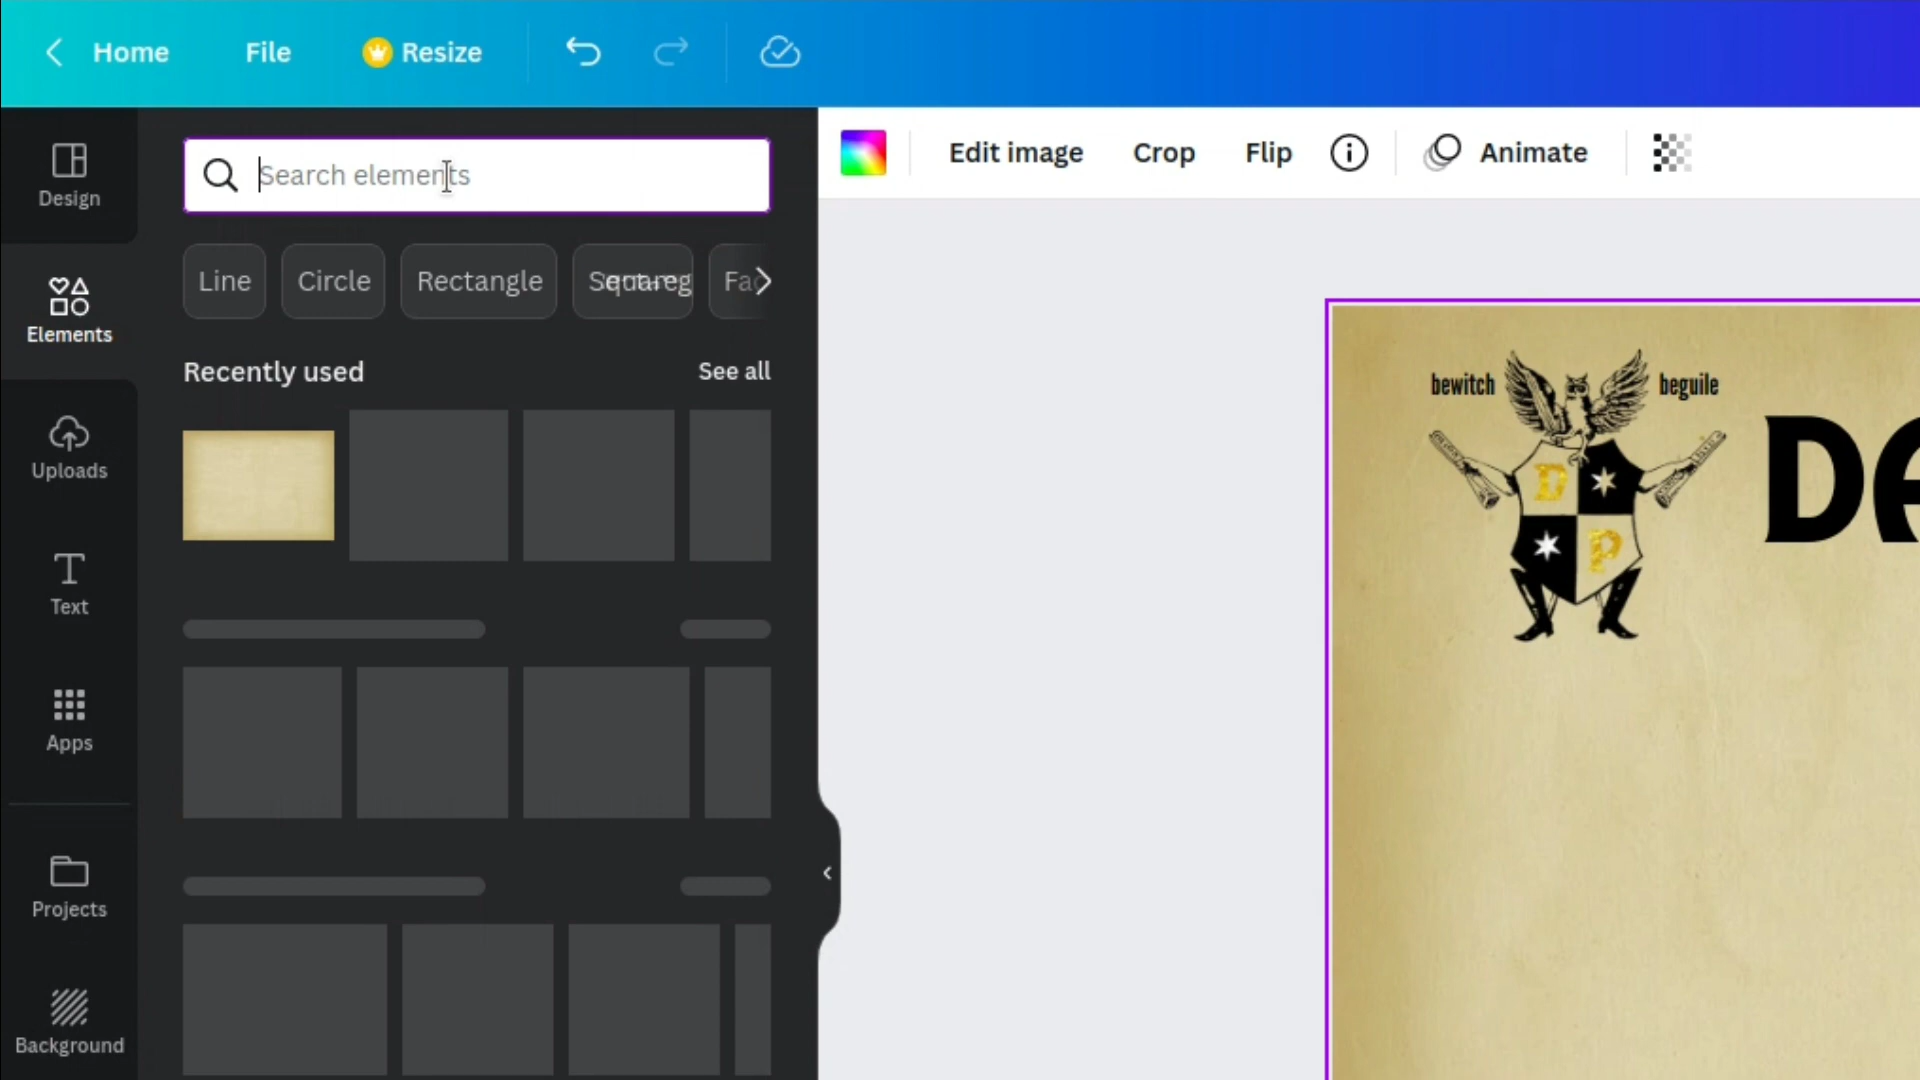 Home File Resize
Design
Search elements
Edit image Crop Flip Animate
Line Circle Rectangle
Elements
Recently used See all
bewitch beguile
Uploads
D
P
Text
Apps
Projects
Background